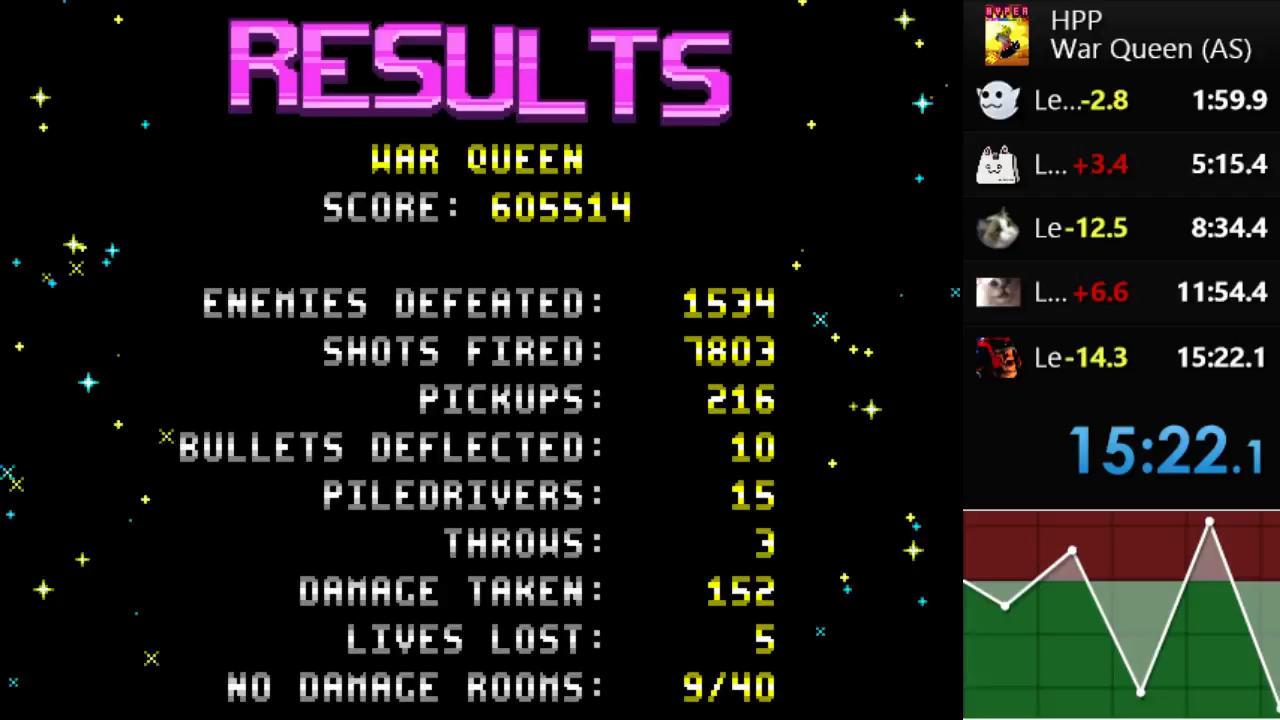 RESULTS
WAR QUEEN
SCORE: 605514
ENEMIES DEFEATED: 1534
SHOTS FIRED: 7803
PICKUPS: 216
BULLETS DEFLECTED: 10
PILEDRIVERS: 15
THROWS: 3
DAMAGE TAKEN: 152
LIVES LOST: 5
NO DAMAGE ROOMS: 9/40
HYPER
HPP
War Queen (AS)
Le...-2.8 1:59.9
L... +3.4 5:15.4
Le-12.5 8:34.4
L... +6.6 11:54.4
Le-14.3 15:22.1
15:22.1